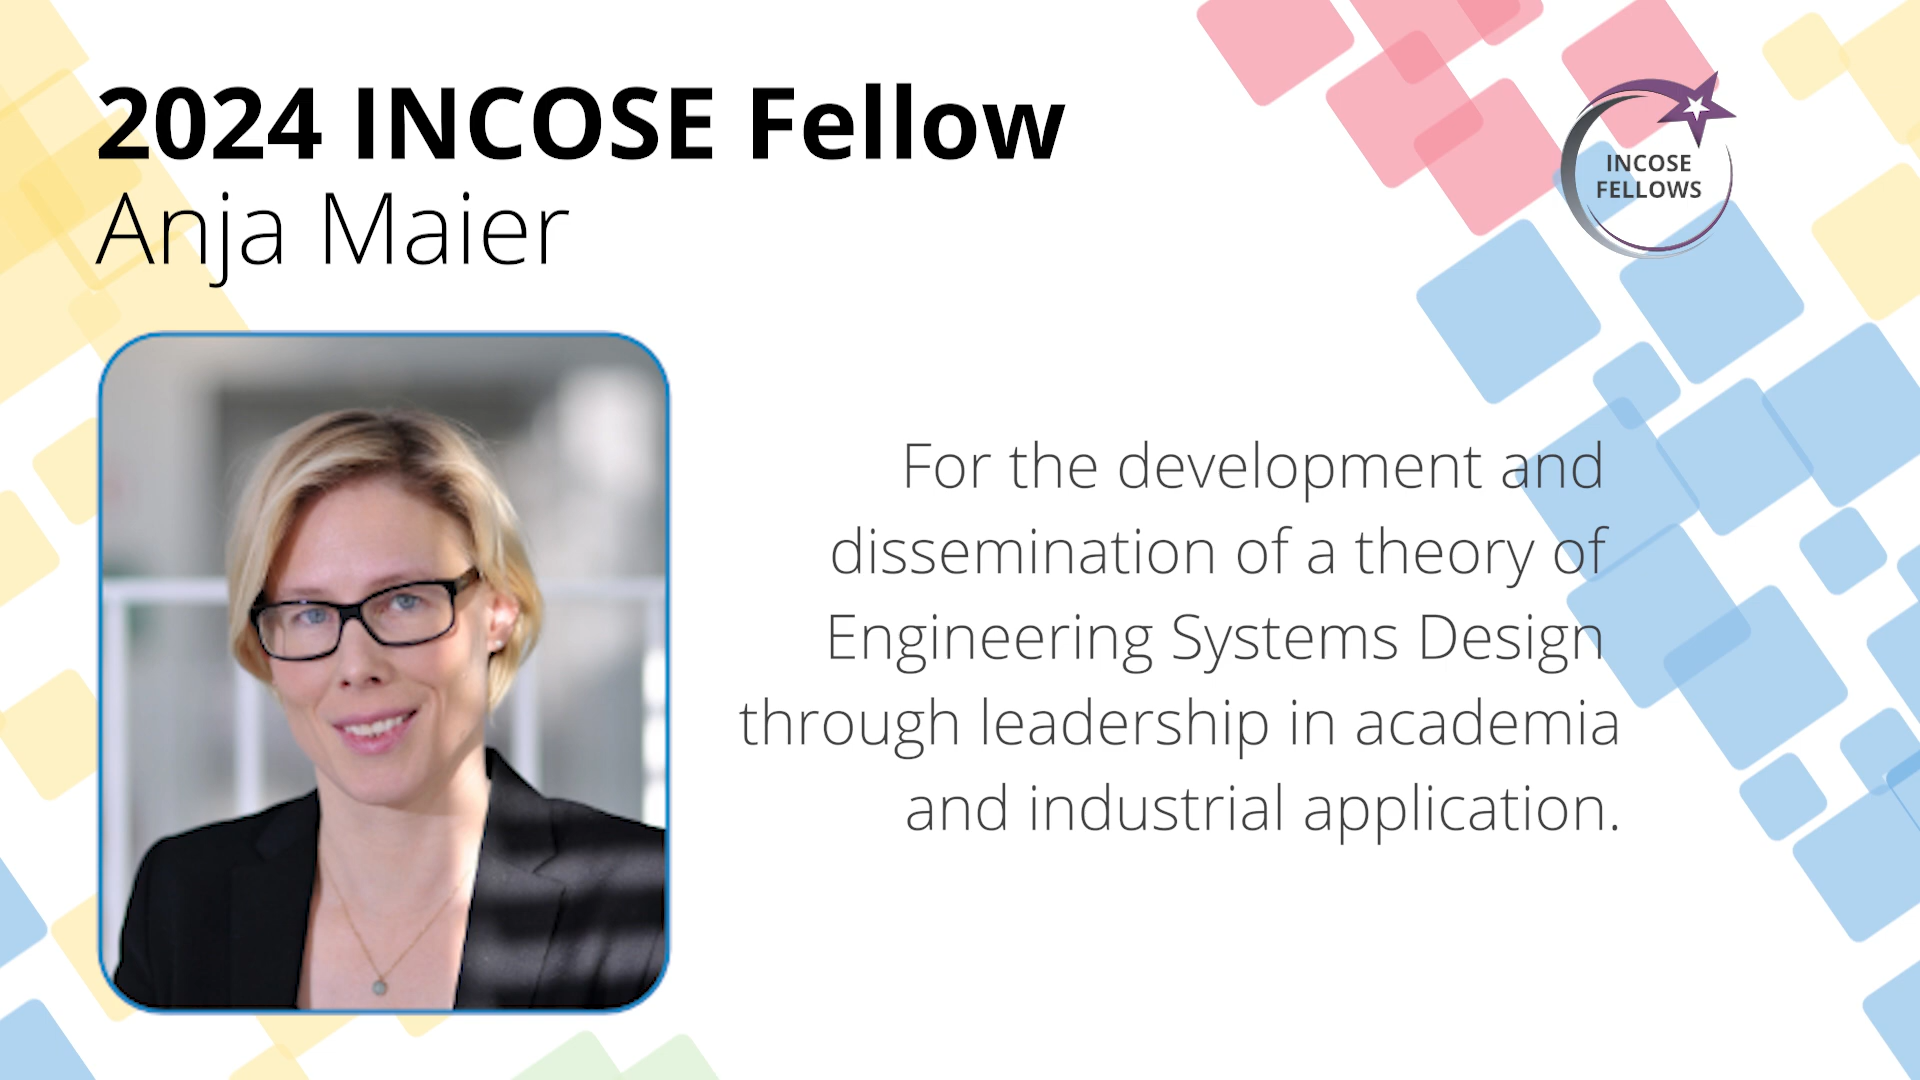 2024 INCOSE Fellow
Anja Maier
INCOSE
FELLOWS
For the development and
dissemination of a theory of
Engineering Systems Design
through leadership in academia
and industrial application.